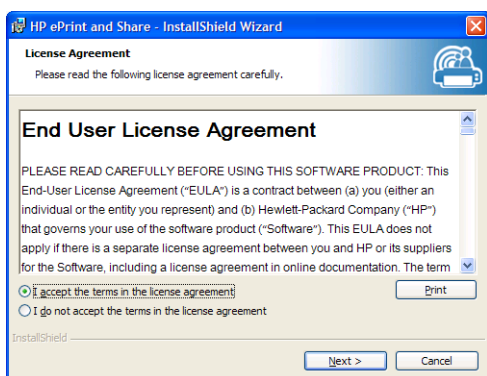 HP ePrint and Share - InstallShield Wizard
License Agreement
Please read the following license agreement carefully.
End User License Agreement
PLEASE READ CAREFULLY BEFORE USING THIS SOFTWARE PRODUCT: This
End-User License Agreement (“EULA”) is a contract between (a) you (either an
individual or the entity you represent) and (b) Hewlett-Packard Company (“HP”)
that governs your use of the software product (“Software”). This EULA does not
apply if there is a separate license agreement between you and HP or its suppliers
for the Software, including a license agreement in online documentation. The term
I accept the terms in the license agreement
Print
I do not accept the terms in the license agreement
InstallShield
Next >
Cancel